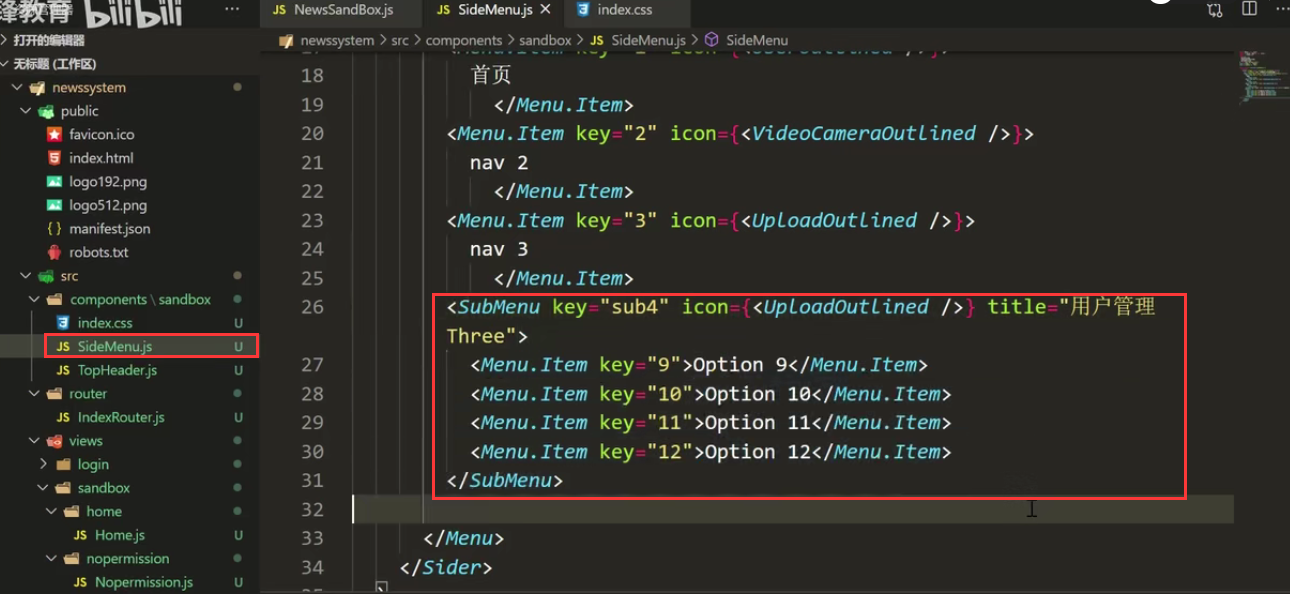 锋教育 bilibili
··· JS NewsSandBox.js JS SideMenu.js × index.css ···
打开的编辑器
newssystem > src > components > sandbox > JS SideMenu.js > SideMenu
无标题 (工作区)
newssystem
public
favicon.ico
index.html
logo192.png
logo512.png
{ } manifest.json
robots.txt
src
components \ sandbox
index.css U
JS SideMenu.js U
JS TopHeader.js U
router
JS IndexRouter.js U
views
login
sandbox
home
JS Home.js U
nopermission
JS Nopermission.js U
18 首页
19 </Menu.Item>
20 <Menu.Item key="2" icon={<VideoCameraOutlined />}>
21 nav 2
22 </Menu.Item>
23 <Menu.Item key="3" icon={<UploadOutlined />}>
24 nav 3
25 </Menu.Item>
26 <SubMenu key="sub4" icon={<UploadOutlined />} title="用户管理
Three">
27 <Menu.Item key="9">Option 9</Menu.Item>
28 <Menu.Item key="10">Option 10</Menu.Item>
29 <Menu.Item key="11">Option 11</Menu.Item>
30 <Menu.Item key="12">Option 12</Menu.Item>
31 </SubMenu>
32
33 </Menu>
34 </Sider>